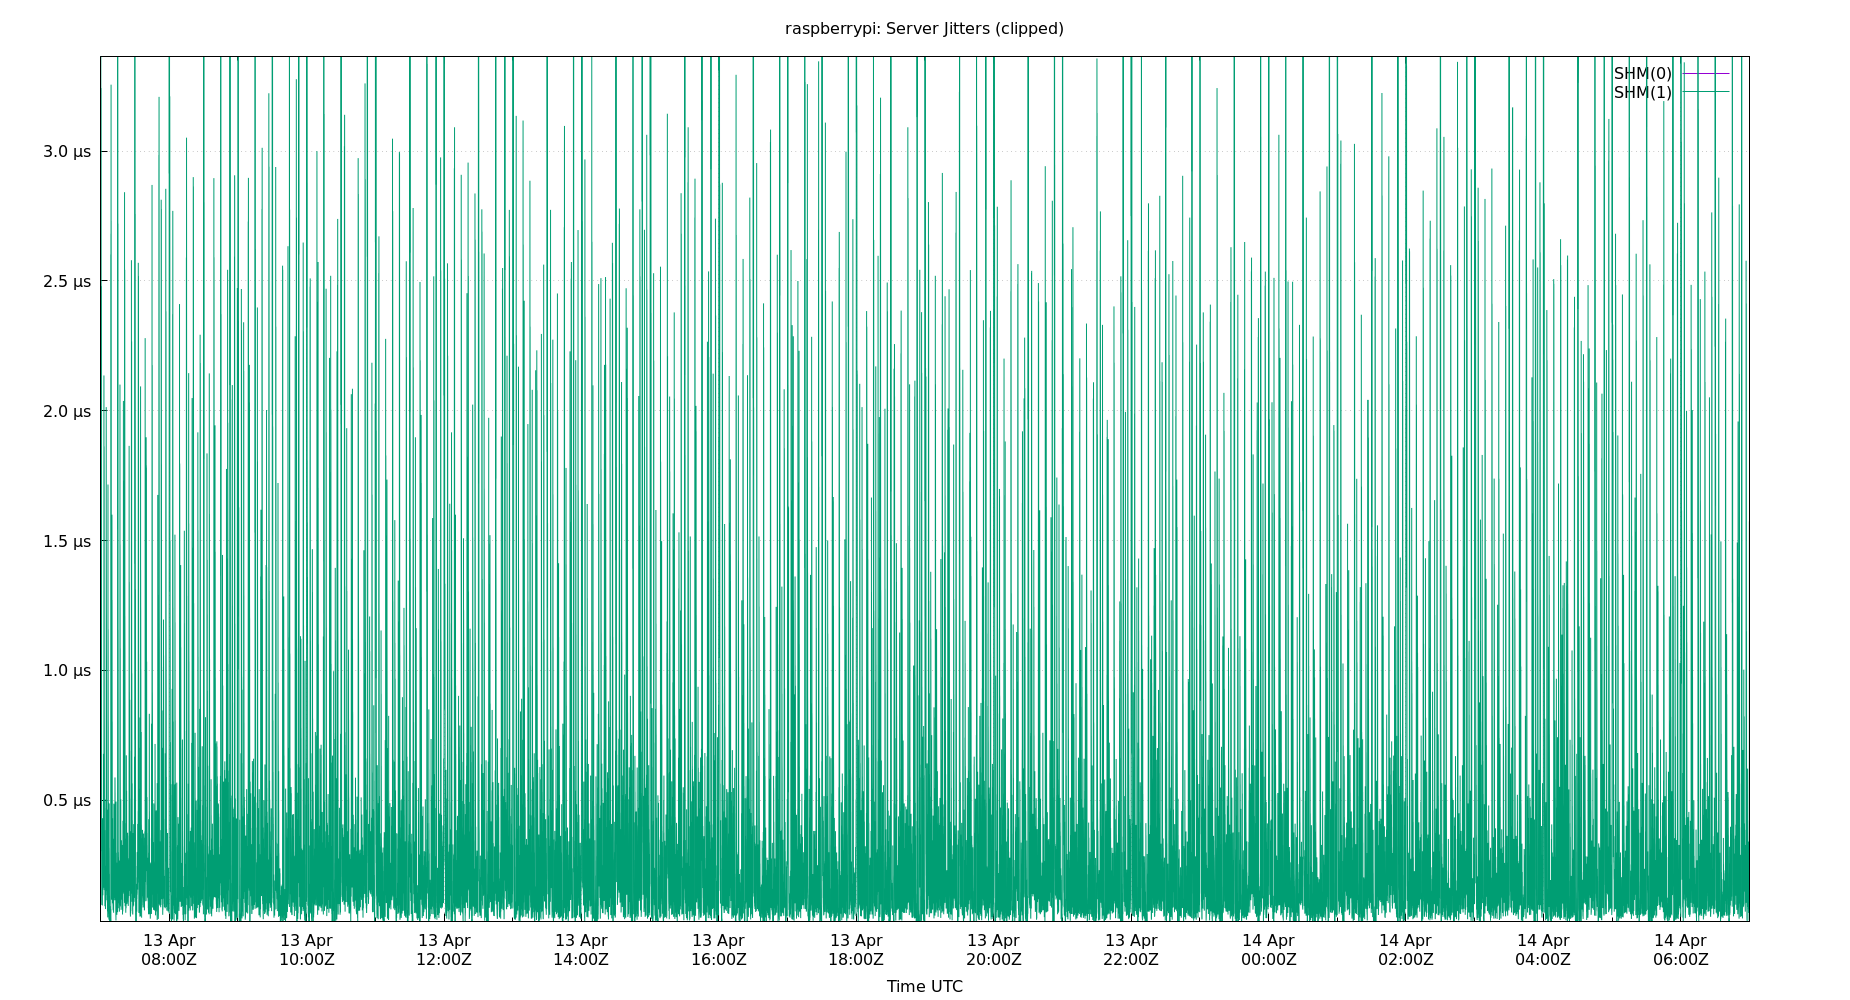 raspberrypi: Server Jitters (clipped)
SHM(0)
SHM(1)
3.0 µs
2.5 µs
2.0 µs
1.5 µs
1.0 µs
0.5 µs
13 Apr 13 Apr 13 Apr 13 Apr 13 Apr 13 Apr 13 Apr 13 Apr 14 Apr 14 Apr 14 Apr 14 Apr
08:00Z 10:00Z 12:00Z 14:00Z 16:00Z 18:00Z 20:00Z 22:00Z 00:00Z 02:00Z 04:00Z 06:00Z
Time UTC